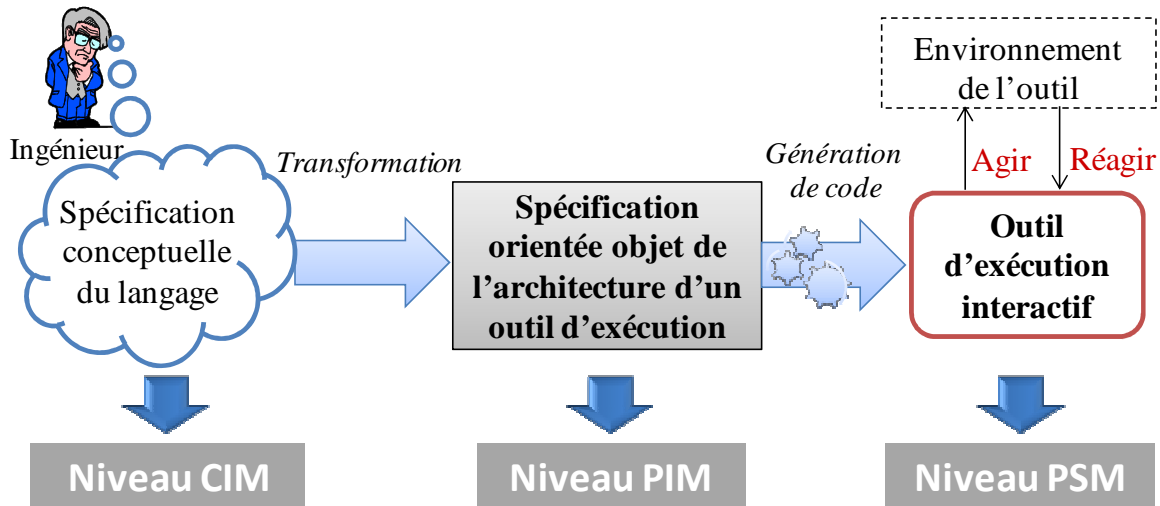 Ingénieur
Spécification
conceptuelle
du langage
Transformation
Spécification
orientée objet de
l’architecture d’un
outil d’exécution
Génération
de code
Environnement
de l’outil
Agir
Réagir
Outil
d’exécution
interactif
Niveau CIM
Niveau PIM
Niveau PSM